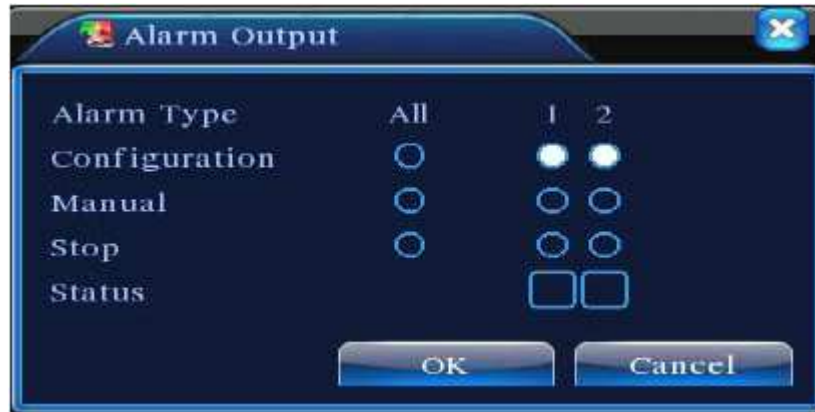 Alarm Output
Alarm Type All 1 2
Configuration
Manual
Stop
Status
OK Cancel